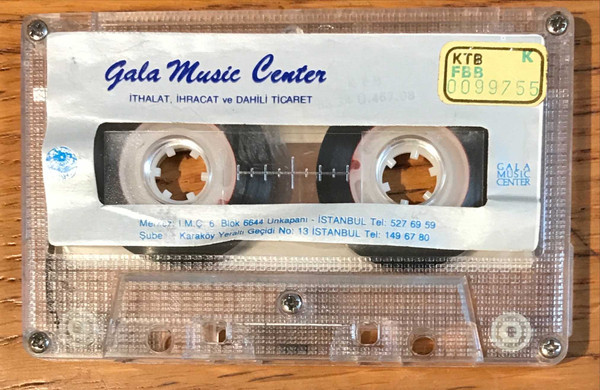 Gala Music Center
İTHALAT, İHRACAT ve DAHİLİ TİCARET
KTB K
FBB
0099755
GALA
MUSIC
CENTER
Merkez: I.M.Ç. 6. Blok 6644 Unkapanı - İSTANBUL Tel: 527 69 59
Şube: Karaköy Yeraltı Geçidi No: 13 İSTANBUL Tel: 149 67 80